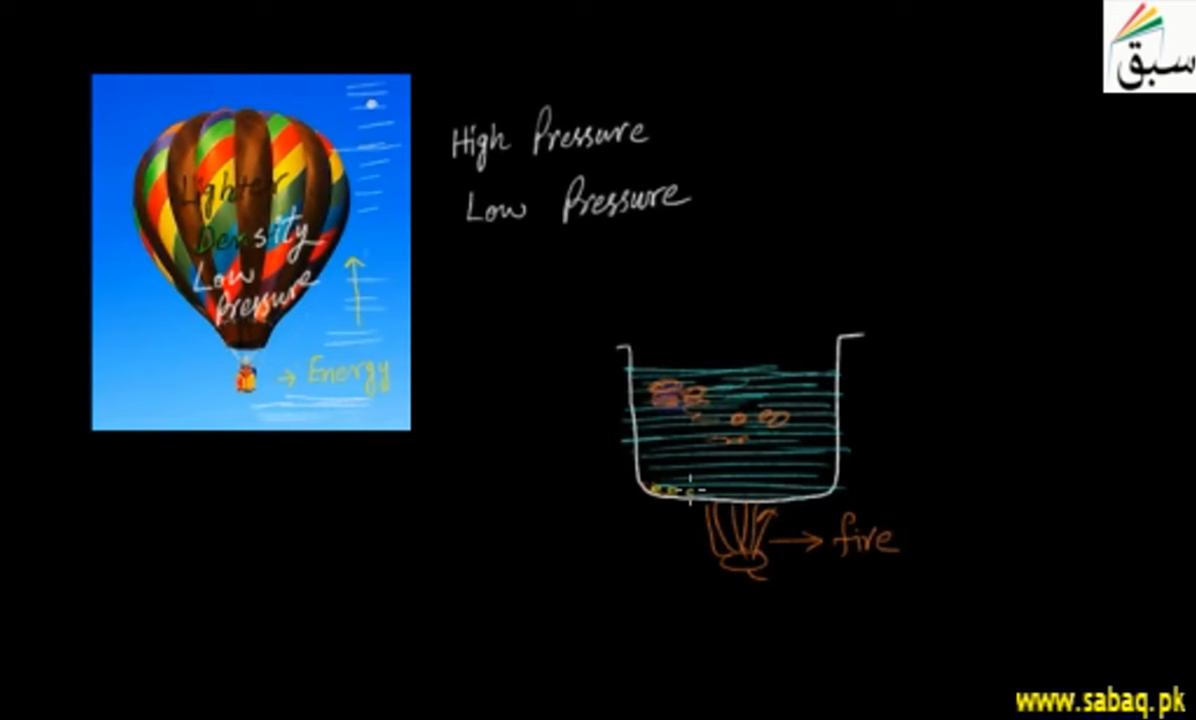 سبق
High Pressure
Low Pressure
Lighter
Density
Low
Pressure
→ Energy
→ fire
www.sabaq.pk